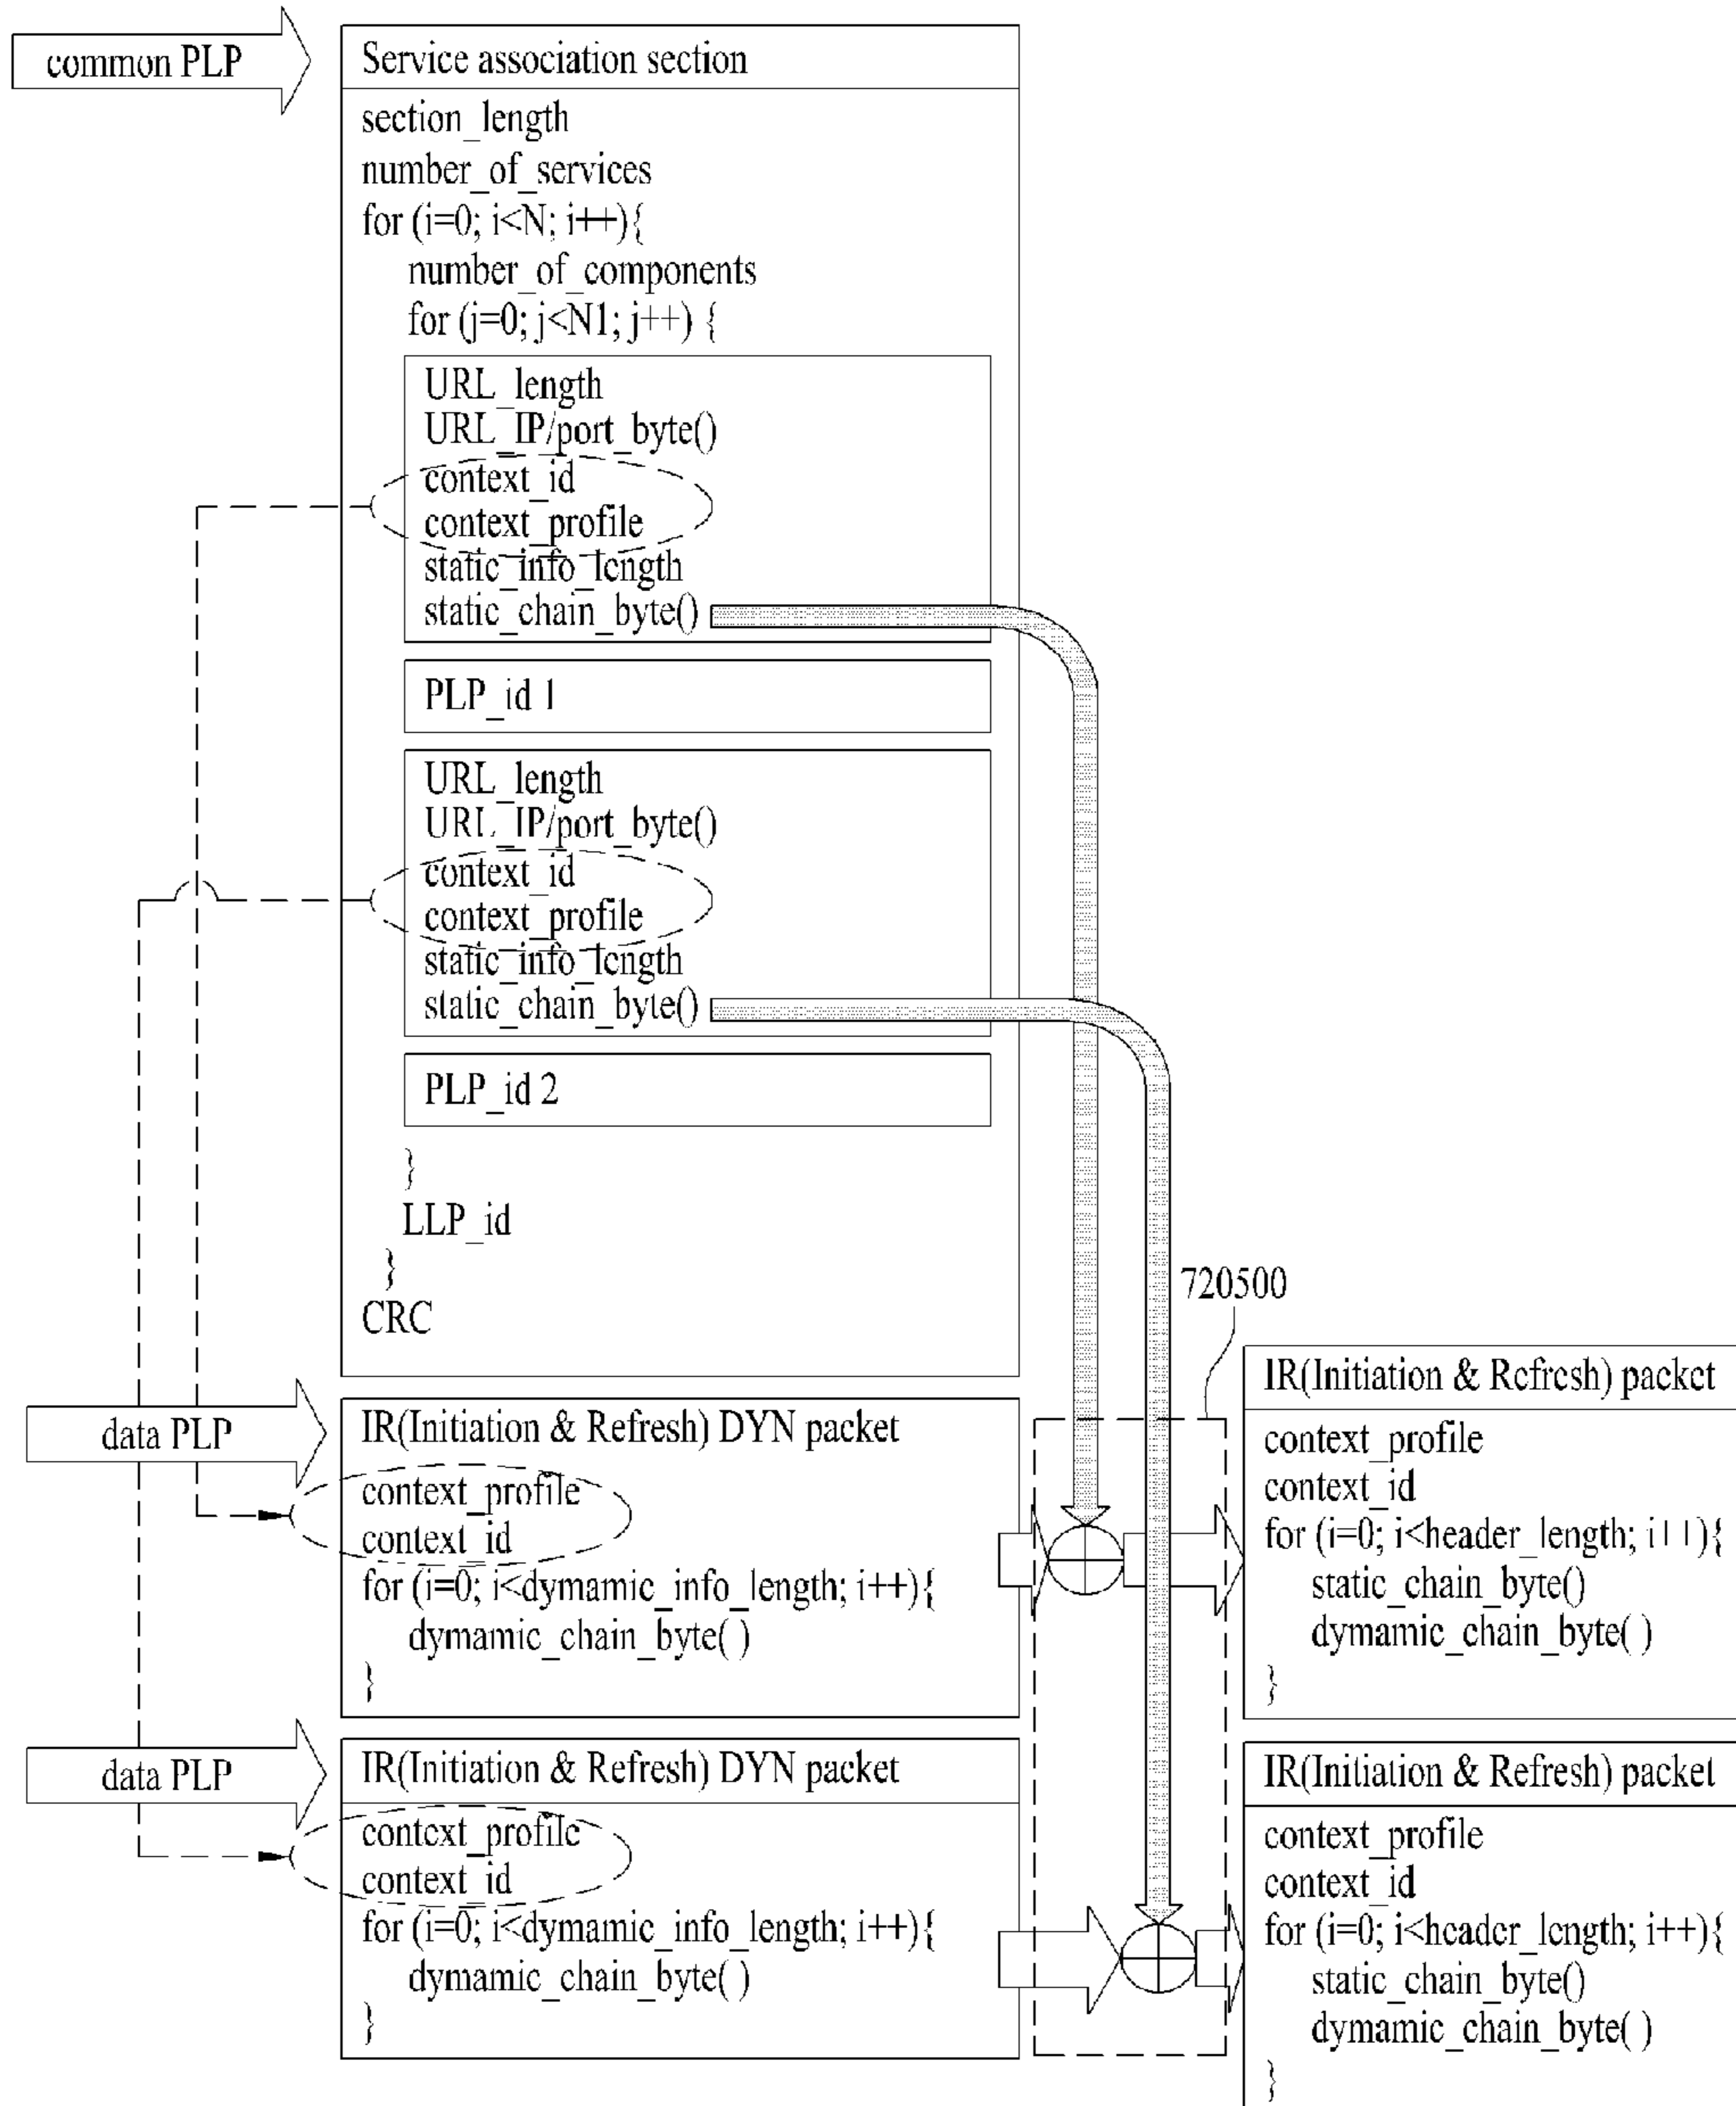 common PLP
Service association section
section_length
number_of_services
for (i=0; i<N; i++){
number_of_components
for (j=0; j<N1; j++) {
URL_length
URL_IP/port_byte()
context_id
context_profile
static_info_length
static_chain_byte()
PLP_id 1
URL_length
URL_IP/port_byte()
context_id
context_profile
static_info_length
static_chain_byte()
PLP_id 2
}
LLP_id
}
CRC
720500
data PLP
IR(Initiation & Refresh) DYN packet
context_profile
context_id
for (i=0; i<dymamic_info_length; i++){
dymamic_chain_byte( )
}
IR(Initiation & Refresh) packet
context_profile
context_id
for (i=0; i<header_length; i++){
static_chain_byte()
dymamic_chain_byte( )
}
data PLP
IR(Initiation & Refresh) DYN packet
context_profile
context_id
for (i=0; i<dymamic_info_length; i++){
dymamic_chain_byte( )
}
IR(Initiation & Refresh) packet
context_profile
context_id
for (i=0; i<header_length; i++){
static_chain_byte()
dymamic_chain_byte( )
}